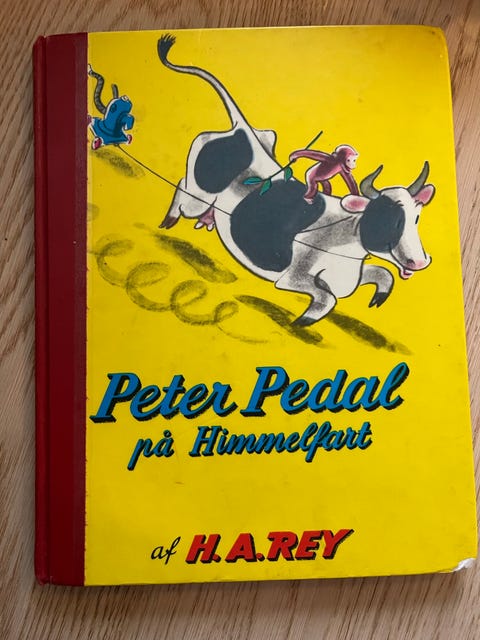 Peter Pedal
på Himmelfart
af H.A.REY